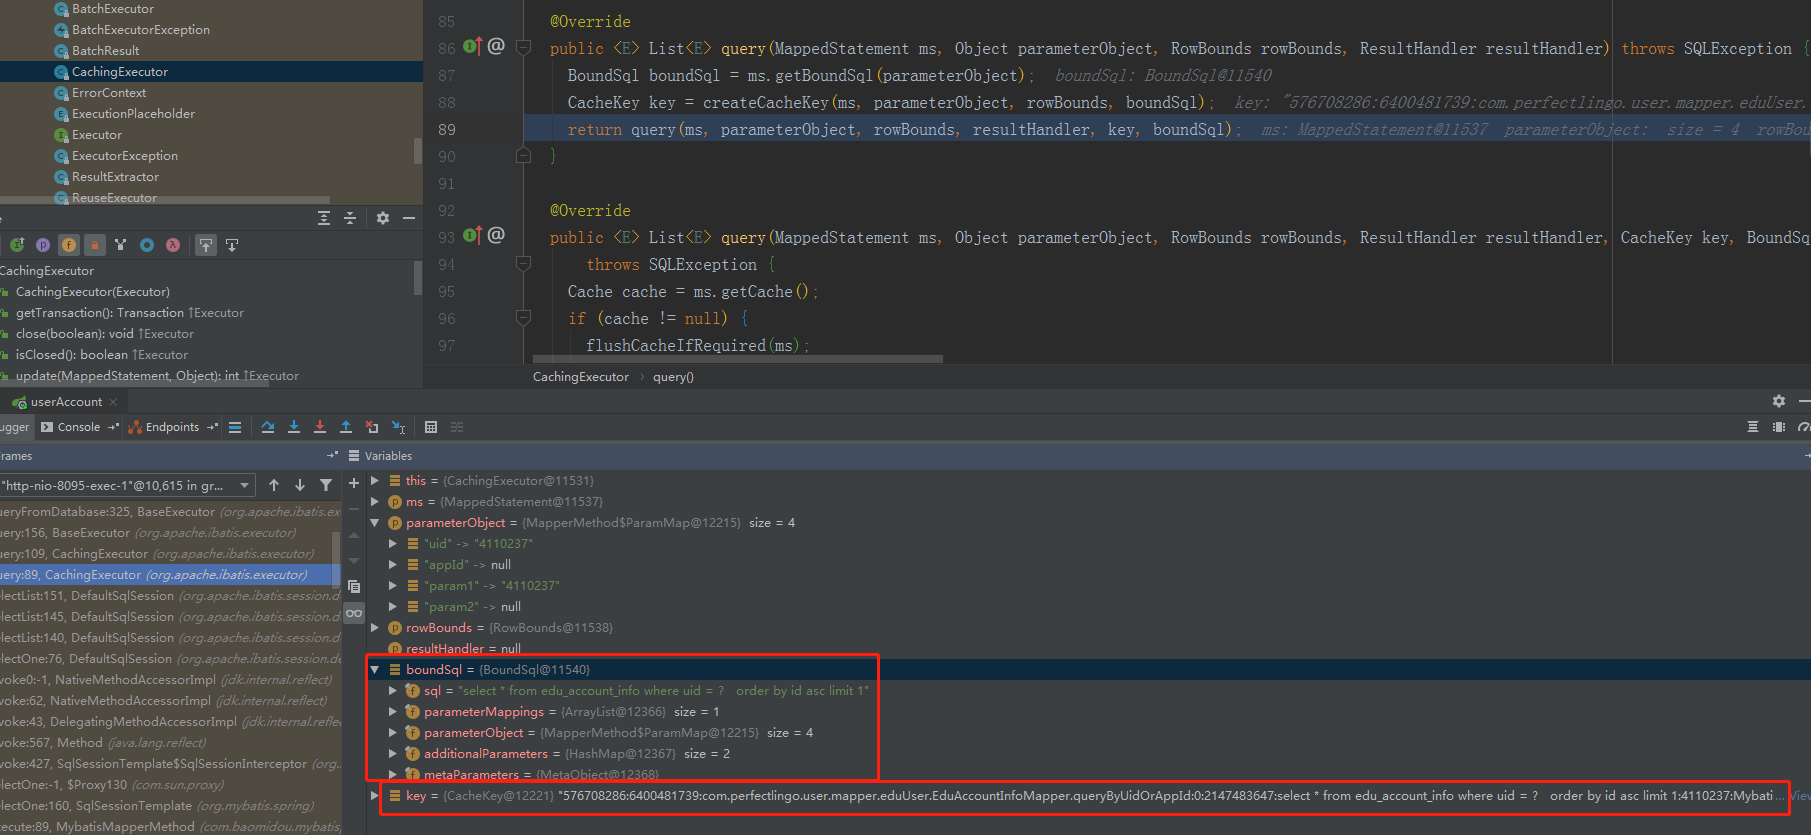 BatchExecutor
BatchExecutorException
BatchResult
CachingExecutor
ErrorContext
ExecutionPlaceholder
Executor
ExecutorException
ResultExtractor
ReuseExecutor
CachingExecutor
CachingExecutor(Executor)
getTransaction(): Transaction ↑Executor
close(boolean): void ↑Executor
isClosed(): boolean ↑Executor
update(MappedStatement, Object): int ↑Executor
85 @Override
86 public <E> List<E> query(MappedStatement ms, Object parameterObject, RowBounds rowBounds, ResultHandler resultHandler) throws SQLException {
87 BoundSql boundSql = ms.getBoundSql(parameterObject); boundSql: BoundSql@11540
88 CacheKey key = createCacheKey(ms, parameterObject, rowBounds, boundSql); key: "576708286:6400481739:com.perfectlingo.user.mapper.eduUser.
89 return query(ms, parameterObject, rowBounds, resultHandler, key, boundSql); ms: MappedStatement@11537 parameterObject: size = 4 rowBou
90 }
91
92 @Override
93 public <E> List<E> query(MappedStatement ms, Object parameterObject, RowBounds rowBounds, ResultHandler resultHandler, CacheKey key, BoundSq
94 throws SQLException {
95 Cache cache = ms.getCache();
96 if (cache != null) {
97 flushCacheIfRequired(ms);
CachingExecutor › query()
userAccount ×
ugger Console Endpoints
rames
"http-nio-8095-exec-1"@10,615 in gr...
ueryFromDatabase:325, BaseExecutor (org.apache.ibatis.ex
uery:156, BaseExecutor (org.apache.ibatis.executor)
uery:109, CachingExecutor (org.apache.ibatis.executor)
uery:89, CachingExecutor (org.apache.ibatis.executor)
electList:151, DefaultSqlSession (org.apache.ibatis.session.d
electList:145, DefaultSqlSession (org.apache.ibatis.session.d
electList:140, DefaultSqlSession (org.apache.ibatis.session.d
electOne:76, DefaultSqlSession (org.apache.ibatis.session.de
voke0:-1, NativeMethodAccessorImpl (jdk.internal.reflect)
voke:62, NativeMethodAccessorImpl (jdk.internal.reflect)
voke:43, DelegatingMethodAccessorImpl (jdk.internal.refle
voke:567, Method (java.lang.reflect)
voke:427, SqlSessionTemplate$SqlSessionInterceptor (org.
electOne:-1, $Proxy130 (com.sun.proxy)
electOne:160, SqlSessionTemplate (org.mybatis.spring)
xecute:89, MybatisMapperMethod (com.baomidou.mybatis
Variables
this = {CachingExecutor@11531}
ms = {MappedStatement@11537}
parameterObject = {MapperMethod$ParamMap@12215} size = 4
"uid" -> "4110237"
"appId" -> null
"param1" -> "4110237"
"param2" -> null
rowBounds = {RowBounds@11538}
resultHandler = null
boundSql = {BoundSql@11540}
sql = "select * from edu_account_info where uid = ? order by id asc limit 1"
parameterMappings = {ArrayList@12366} size = 1
parameterObject = {MapperMethod$ParamMap@12215} size = 4
additionalParameters = {HashMap@12367} size = 2
metaParameters = {MetaObject@12368}
key = {CacheKey@12221} "576708286:6400481739:com.perfectlingo.user.mapper.eduUser.EduAccountInfoMapper.queryByUidOrAppId:0:2147483647:select * from edu_account_info where uid = ? order by id asc limit 1:4110237:Mybati ... View